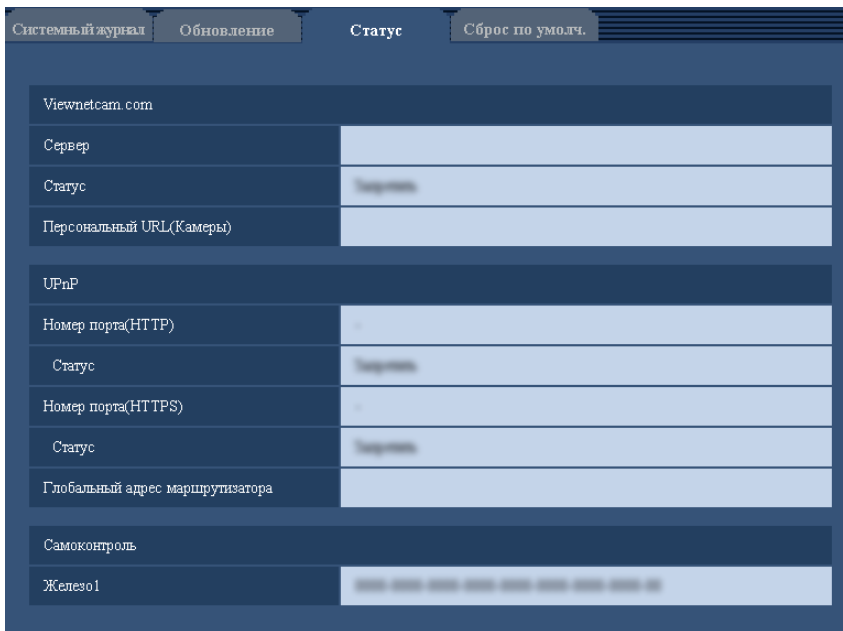 Системный журнал Обновление Статус Сброс по умолч.
Viewnetcam.com
Сервер
Статус
Персональный URL(Камеры)
UPnP
Номер порта(HTTP)
Статус
Номер порта(HTTPS)
Статус
Глобальный адрес маршрутизатора
Самоконтроль
Железо1